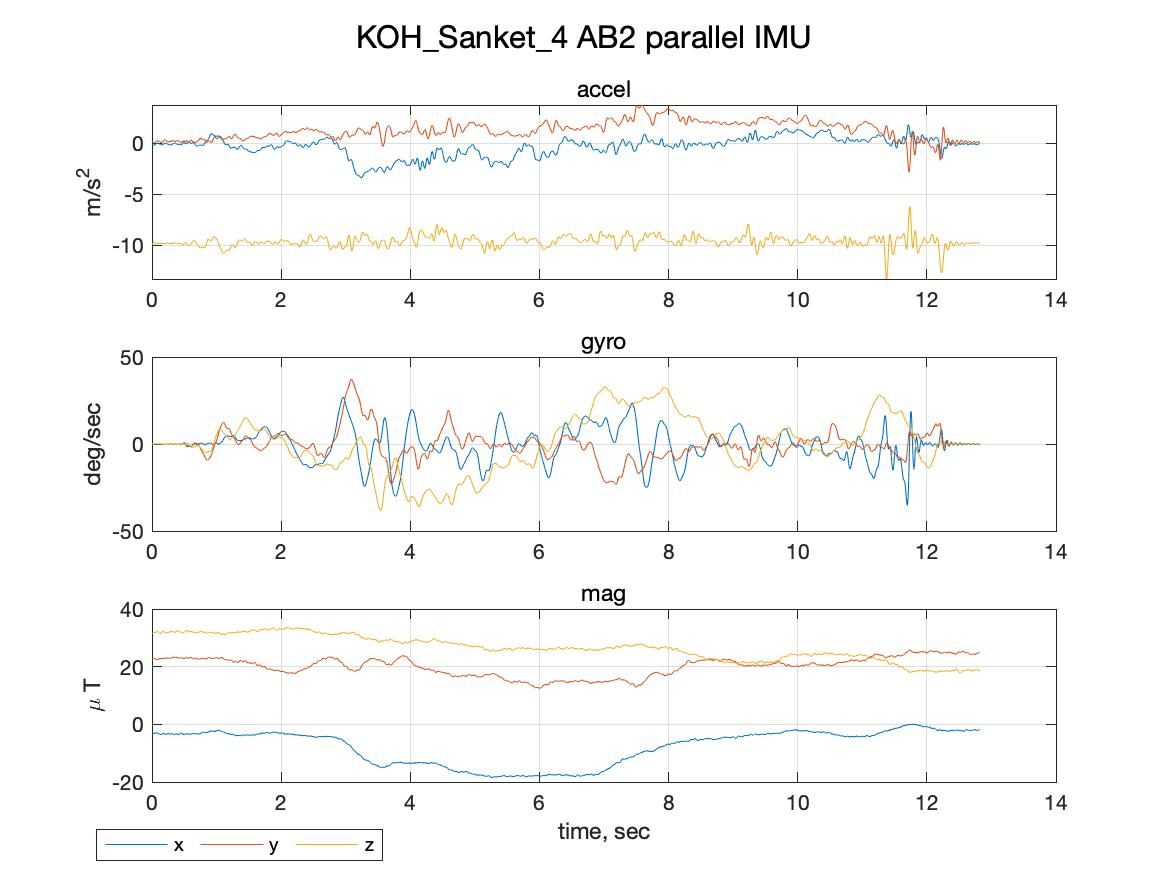 KOH_Sanket_4 AB2 parallel IMU
accel
m/s2
0
-5
-10
0 2 4 6 8 10 12 14
gyro
deg/sec
50
0
-50
0 2 4 6 8 10 12 14
mag
μ T
40
20
0
-20
0 2 4 6 8 10 12 14
time, sec
x y z